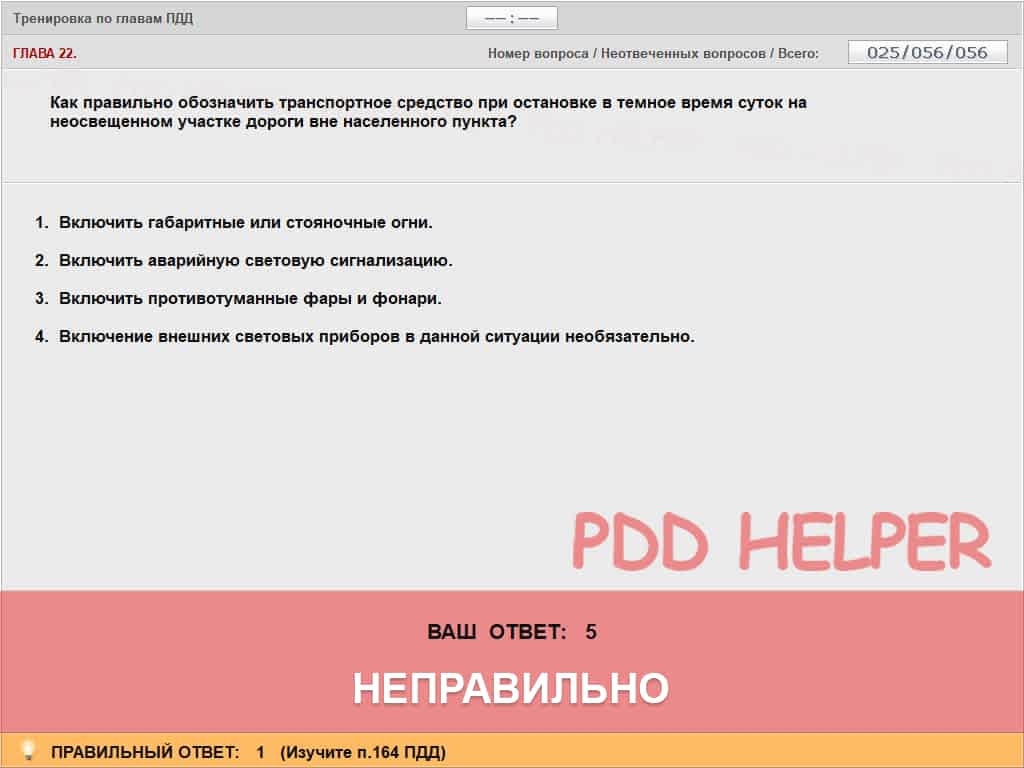 Тренировка по главам ПДД
—— : ——
ГЛАВА 22.
Номер вопроса / Неотвеченных вопросов / Всего:
025/056/056
Как правильно обозначить транспортное средство при остановке в темное время суток на
неосвещенном участке дороги вне населенного пункта?
1. Включить габаритные или стояночные огни.
2. Включить аварийную световую сигнализацию.
3. Включить противотуманные фары и фонари.
4. Включение внешних световых приборов в данной ситуации необязательно.
PDD HELPER
ВАШ ОТВЕТ: 5
НЕПРАВИЛЬНО
ПРАВИЛЬНЫЙ ОТВЕТ: 1 (Изучите п.164 ПДД)